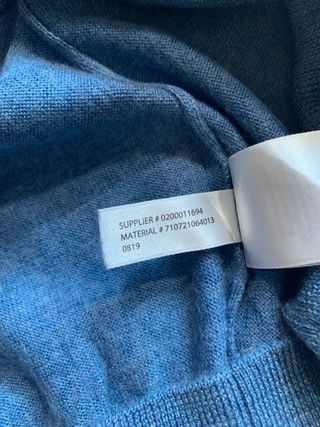 SUPPLIER # 0200011694
MATERIAL # 710721064013
0819